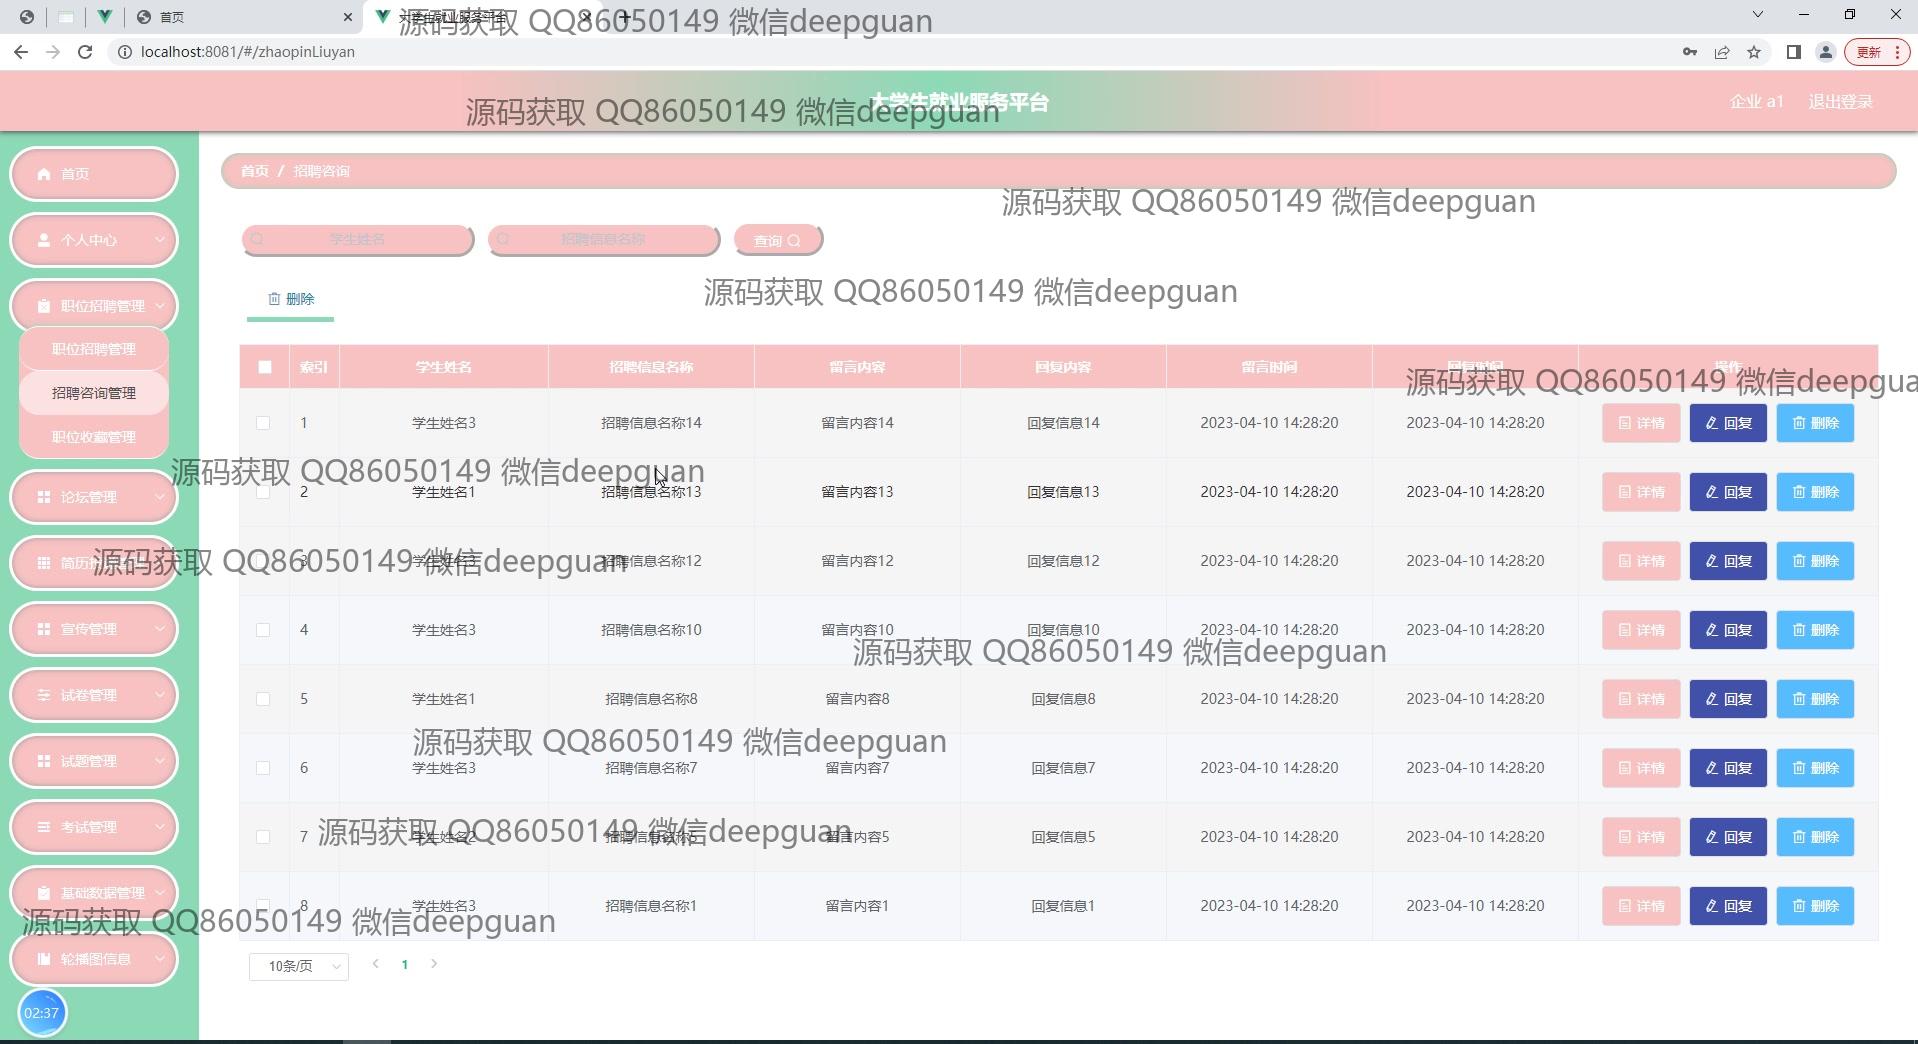 首页
源码获取 QQ86050149 微信deepguan
localhost:8081/#/zhaopinLiuyan
更新
大学生就业服务平台
企业 a1
退出登录
源码获取 QQ86050149 微信deepguan
首页
个人中心
职位招聘管理
职位招聘管理
招聘咨询管理
职位收藏管理
论坛管理
宣传管理
试卷管理
试题管理
考试管理
基础数据管理
轮播图信息
02:37
首页 / 招聘咨询
源码获取 QQ86050149 微信deepguan
学生姓名
招聘信息名称
查询
源码获取 QQ86050149 微信deepguan
删除
索引 学生姓名 招聘信息名称 留言内容 回复内容 留言时间 回复时间 操作
源码获取 QQ86050149 微信deepgua
1 学生姓名3 招聘信息名称14 留言内容14 回复信息14 2023-04-10 14:28:20 2023-04-10 14:28:20 详情 回复 删除
源码获取 QQ86050149 微信deepguan
2 学生姓名1 招聘信息名称13 留言内容13 回复信息13 2023-04-10 14:28:20 2023-04-10 14:28:20 详情 回复 删除
源码获取 QQ86050149 微信deepguan
3 学生姓名3 招聘信息名称12 留言内容12 回复信息12 2023-04-10 14:28:20 2023-04-10 14:28:20 详情 回复 删除
4 学生姓名3 招聘信息名称10 留言内容10 回复信息10 2023-04-10 14:28:20 2023-04-10 14:28:20 详情 回复 删除
源码获取 QQ86050149 微信deepguan
5 学生姓名1 招聘信息名称8 留言内容8 回复信息8 2023-04-10 14:28:20 2023-04-10 14:28:20 详情 回复 删除
源码获取 QQ86050149 微信deepguan
6 学生姓名3 招聘信息名称7 留言内容7 回复信息7 2023-04-10 14:28:20 2023-04-10 14:28:20 详情 回复 删除
源码获取 QQ86050149 微信deepguan
7 学生姓名2 招聘信息名称5 留言内容5 回复信息5 2023-04-10 14:28:20 2023-04-10 14:28:20 详情 回复 删除
8 学生姓名3 招聘信息名称1 留言内容1 回复信息1 2023-04-10 14:28:20 2023-04-10 14:28:20 详情 回复 删除
源码获取 QQ86050149 微信deepguan
10条/页
1